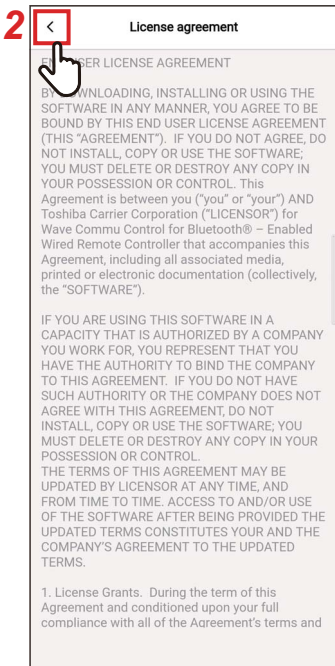 2
License agreement
END USER LICENSE AGREEMENT
BY DOWNLOADING, INSTALLING OR USING THE
SOFTWARE IN ANY MANNER, YOU AGREE TO BE
BOUND BY THIS END USER LICENSE AGREEMENT
(THIS “AGREEMENT”).  IF YOU DO NOT AGREE, DO
NOT INSTALL, COPY OR USE THE SOFTWARE;
YOU MUST DELETE OR DESTROY ANY COPY IN
YOUR POSSESSION OR CONTROL. This
Agreement is between you ("you" or "your") AND
Toshiba Carrier Corporation ("LICENSOR") for
Wave Commu Control for Bluetooth® – Enabled
Wired Remote Controller that accompanies this
Agreement, including all associated media,
printed or electronic documentation (collectively,
the “SOFTWARE”).
IF YOU ARE USING THIS SOFTWARE IN A
CAPACITY THAT IS AUTHORIZED BY A COMPANY
YOU WORK FOR, YOU REPRESENT THAT YOU
HAVE THE AUTHORITY TO BIND THE COMPANY
TO THIS AGREEMENT.  IF YOU DO NOT HAVE
SUCH AUTHORITY OR THE COMPANY DOES NOT
AGREE WITH THIS AGREEMENT, DO NOT
INSTALL, COPY OR USE THE SOFTWARE; YOU
MUST DELETE OR DESTROY ANY COPY IN YOUR
POSSESSION OR CONTROL.
THE TERMS OF THIS AGREEMENT MAY BE
UPDATED BY LICENSOR AT ANY TIME, AND
FROM TIME TO TIME. ACCESS TO AND/OR USE
OF THE SOFTWARE AFTER BEING PROVIDED THE
UPDATED TERMS CONSTITUTES YOUR AND THE
COMPANY'S AGREEMENT TO THE UPDATED
TERMS.
1. License Grants.  During the term of this
Agreement and conditioned upon your full
compliance with all of the Agreement's terms and